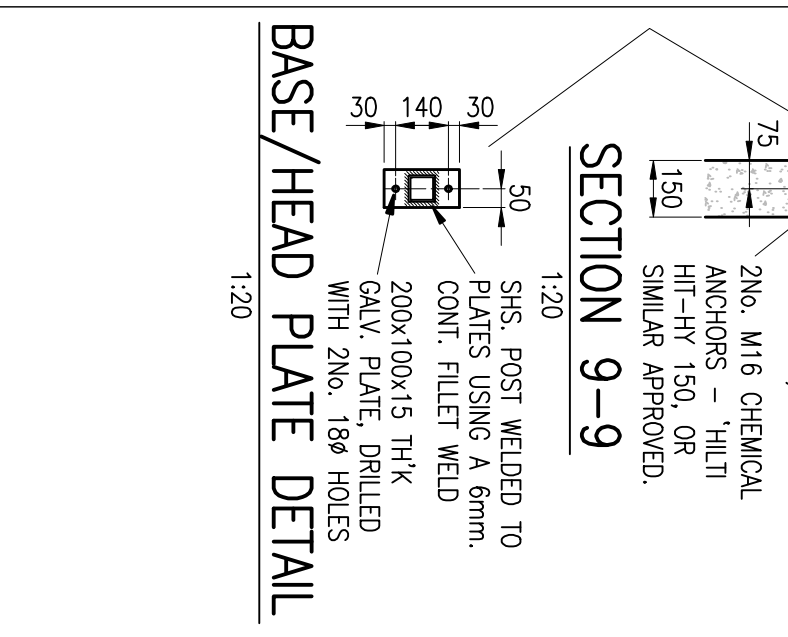 75
150
2No. M16 CHEMICAL
ANCHORS - 'HILTI
HIT-HY 150, OR
SIMILAR APPROVED.
SECTION 9-9
1:20
30 140 30
50
SHS. POST WELDED TO
PLATES USING A 6mm.
CONT. FILLET WELD
200x100x15 TH'K
GALV. PLATE, DRILLED
WITH 2No. 18ø HOLES
BASE/HEAD PLATE DETAIL
1:20